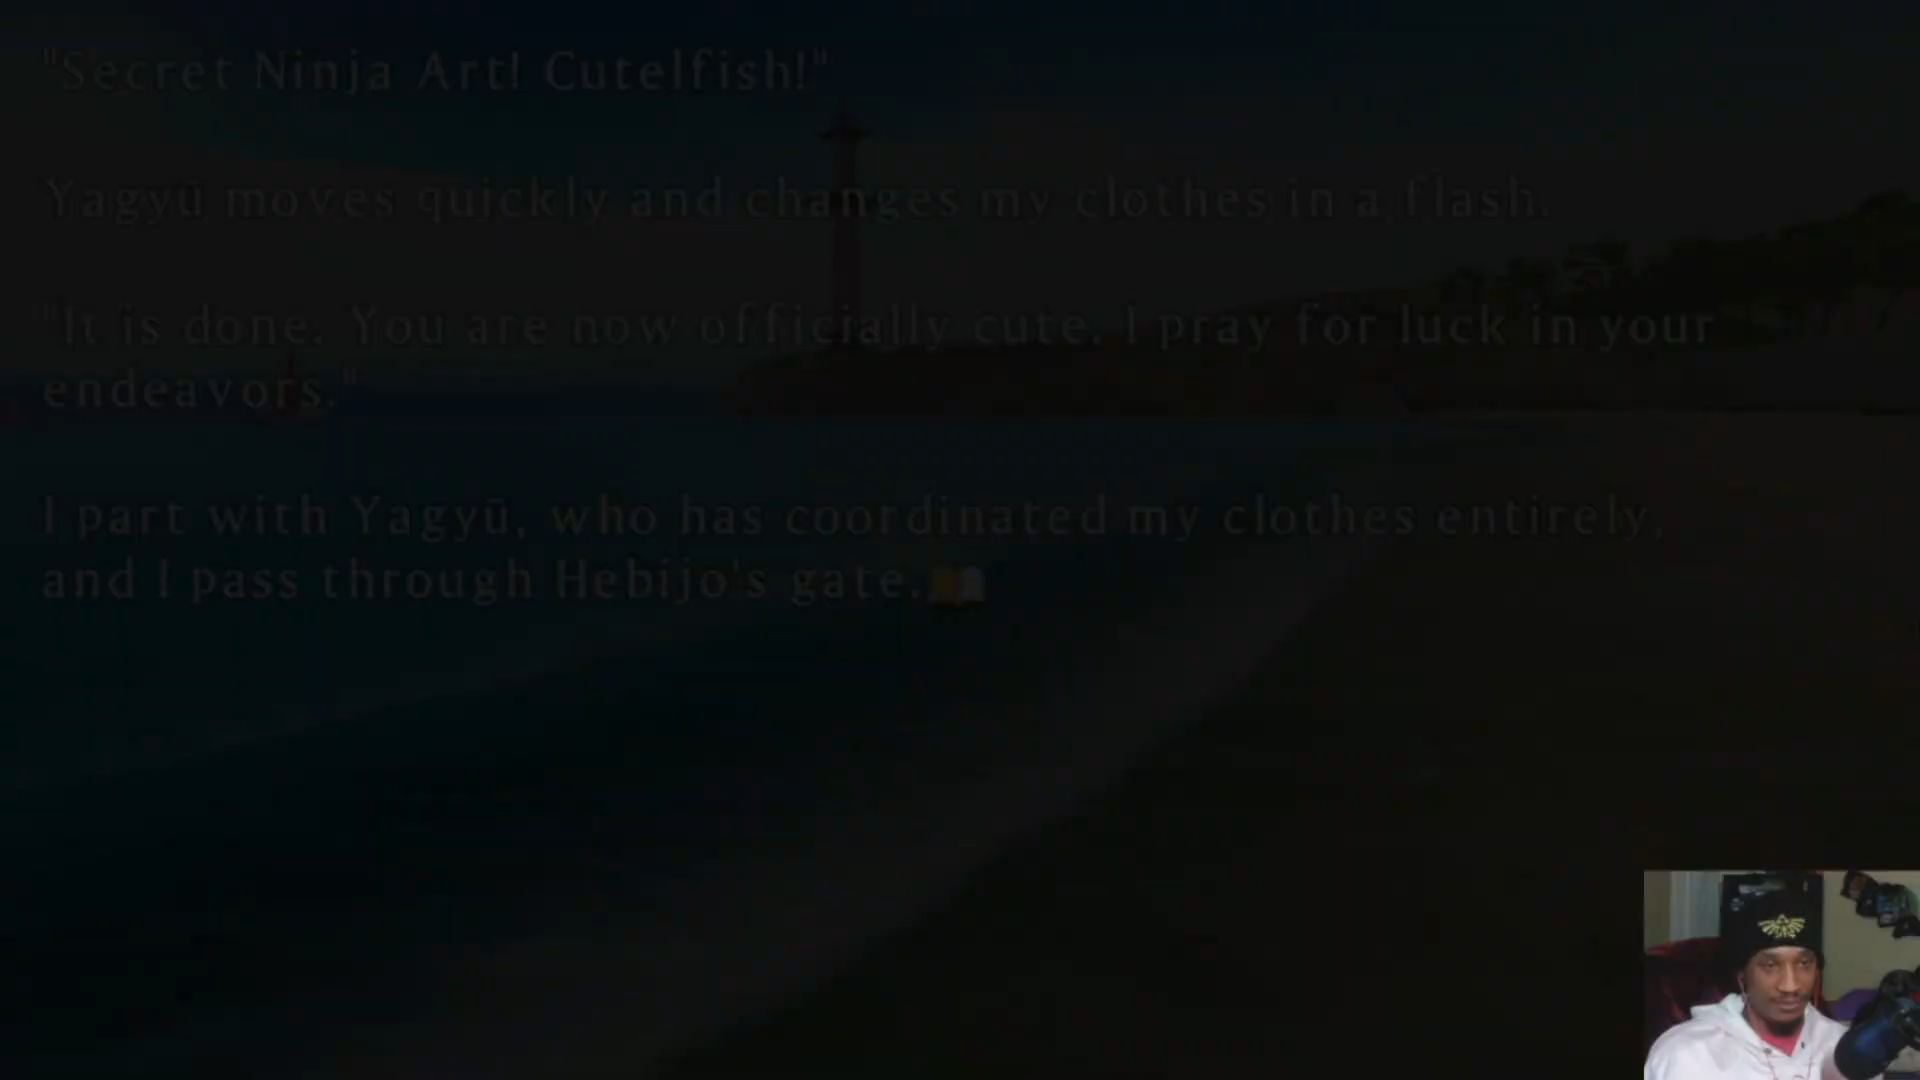 "Secret Ninja Art! Cutelfish!"
Yagyū moves quickly and changes my clothes in a flash.
"It is done. You are now officially cute. I pray for luck in your
endeavors."
I part with Yagyū, who has coordinated my clothes entirely,
and I pass through Hebijo's gate.